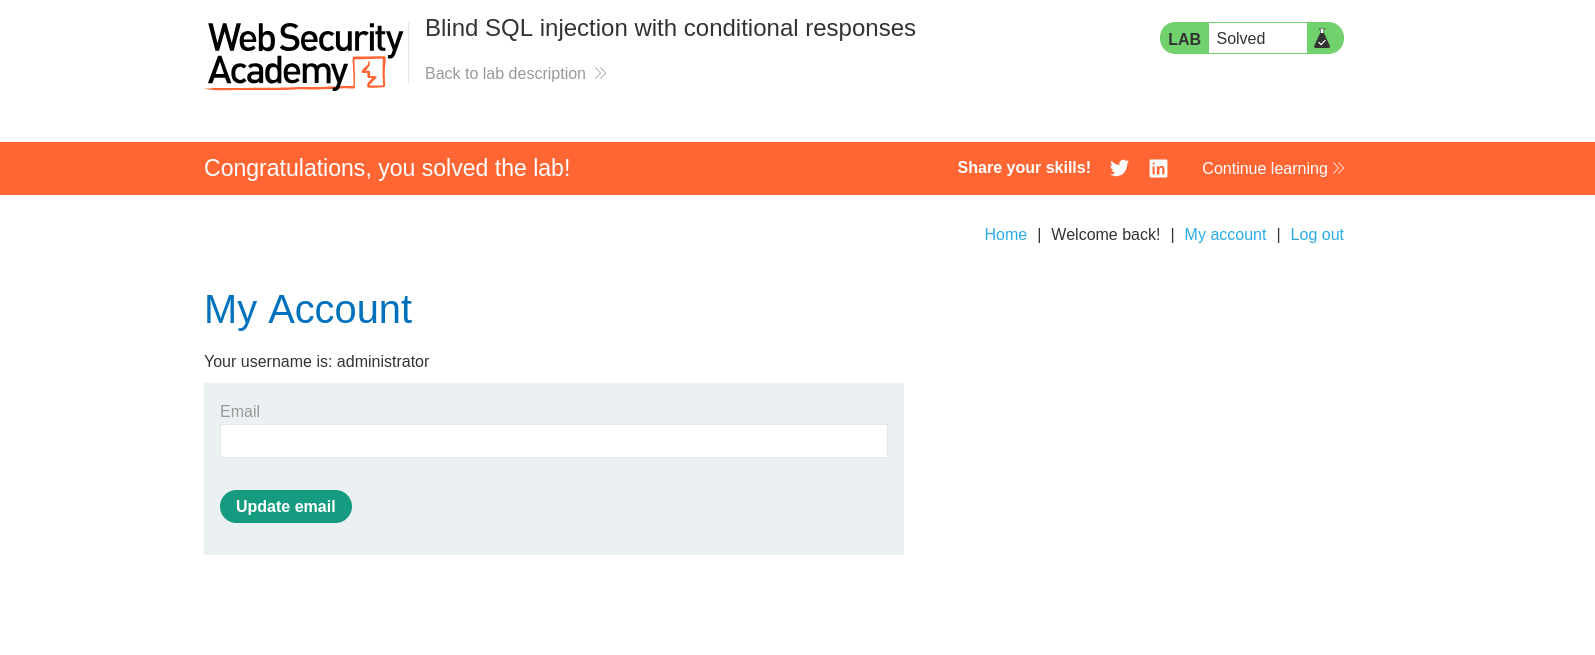 Web Security
Academy
Blind SQL injection with conditional responses
Back to lab description
LAB Solved
Congratulations, you solved the lab!
Share your skills!
Continue learning
Home | Welcome back! | My account | Log out
My Account
Your username is: administrator
Email
Update email